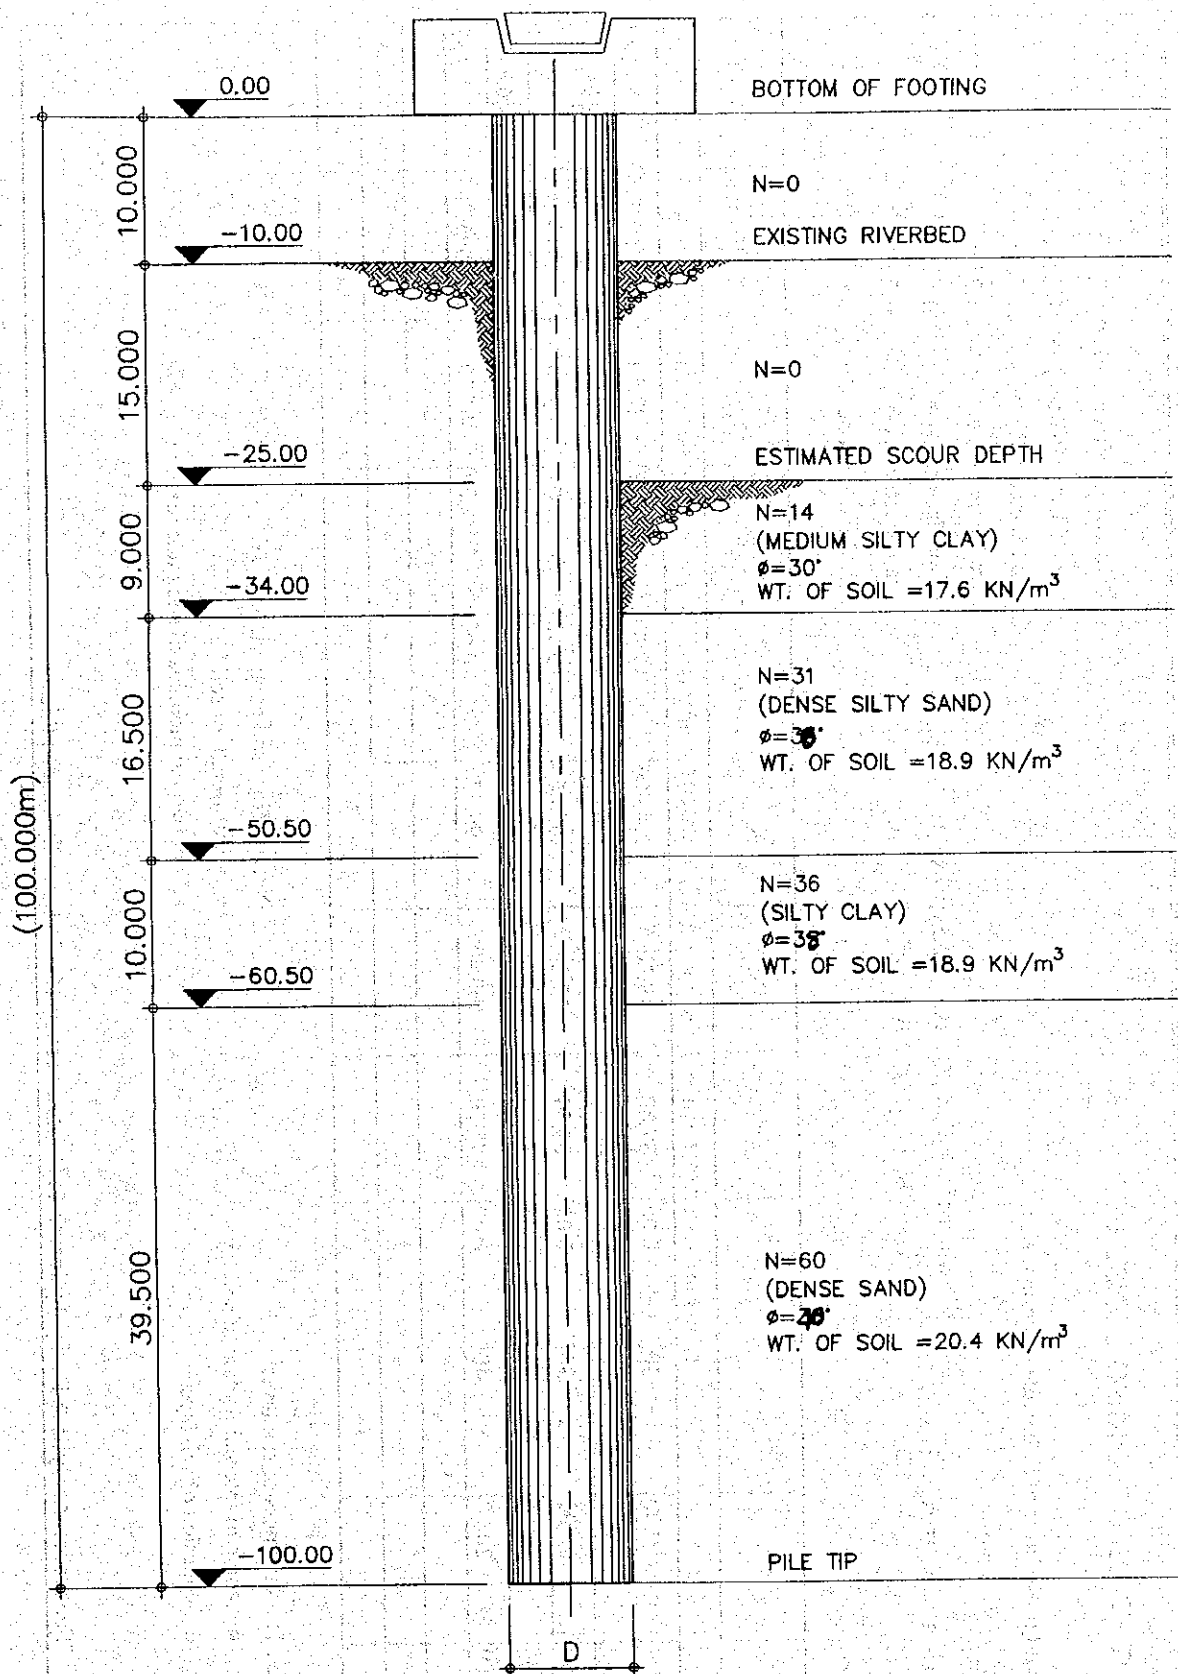 0.00
BOTTOM OF FOOTING
10.000
N=0
-10.00
EXISTING RIVERBED
15.000
N=0
-25.00
ESTIMATED SCOUR DEPTH
9.000
N=14
(MEDIUM SILTY CLAY)
ø=30°
WT. OF SOIL =17.6 KN/m³
-34.00
16.500
N=31
(DENSE SILTY SAND)
WT. OF SOIL =18.9 KN/m³
(100.000m)
-50.50
10.000
N=36
(SILTY CLAY)
ø=38°
WT. OF SOIL =18.9 KN/m³
-60.50
39.500
N=60
(DENSE SAND)
WT. OF SOIL =20.4 KN/m³
-100.00
PILE TIP
D